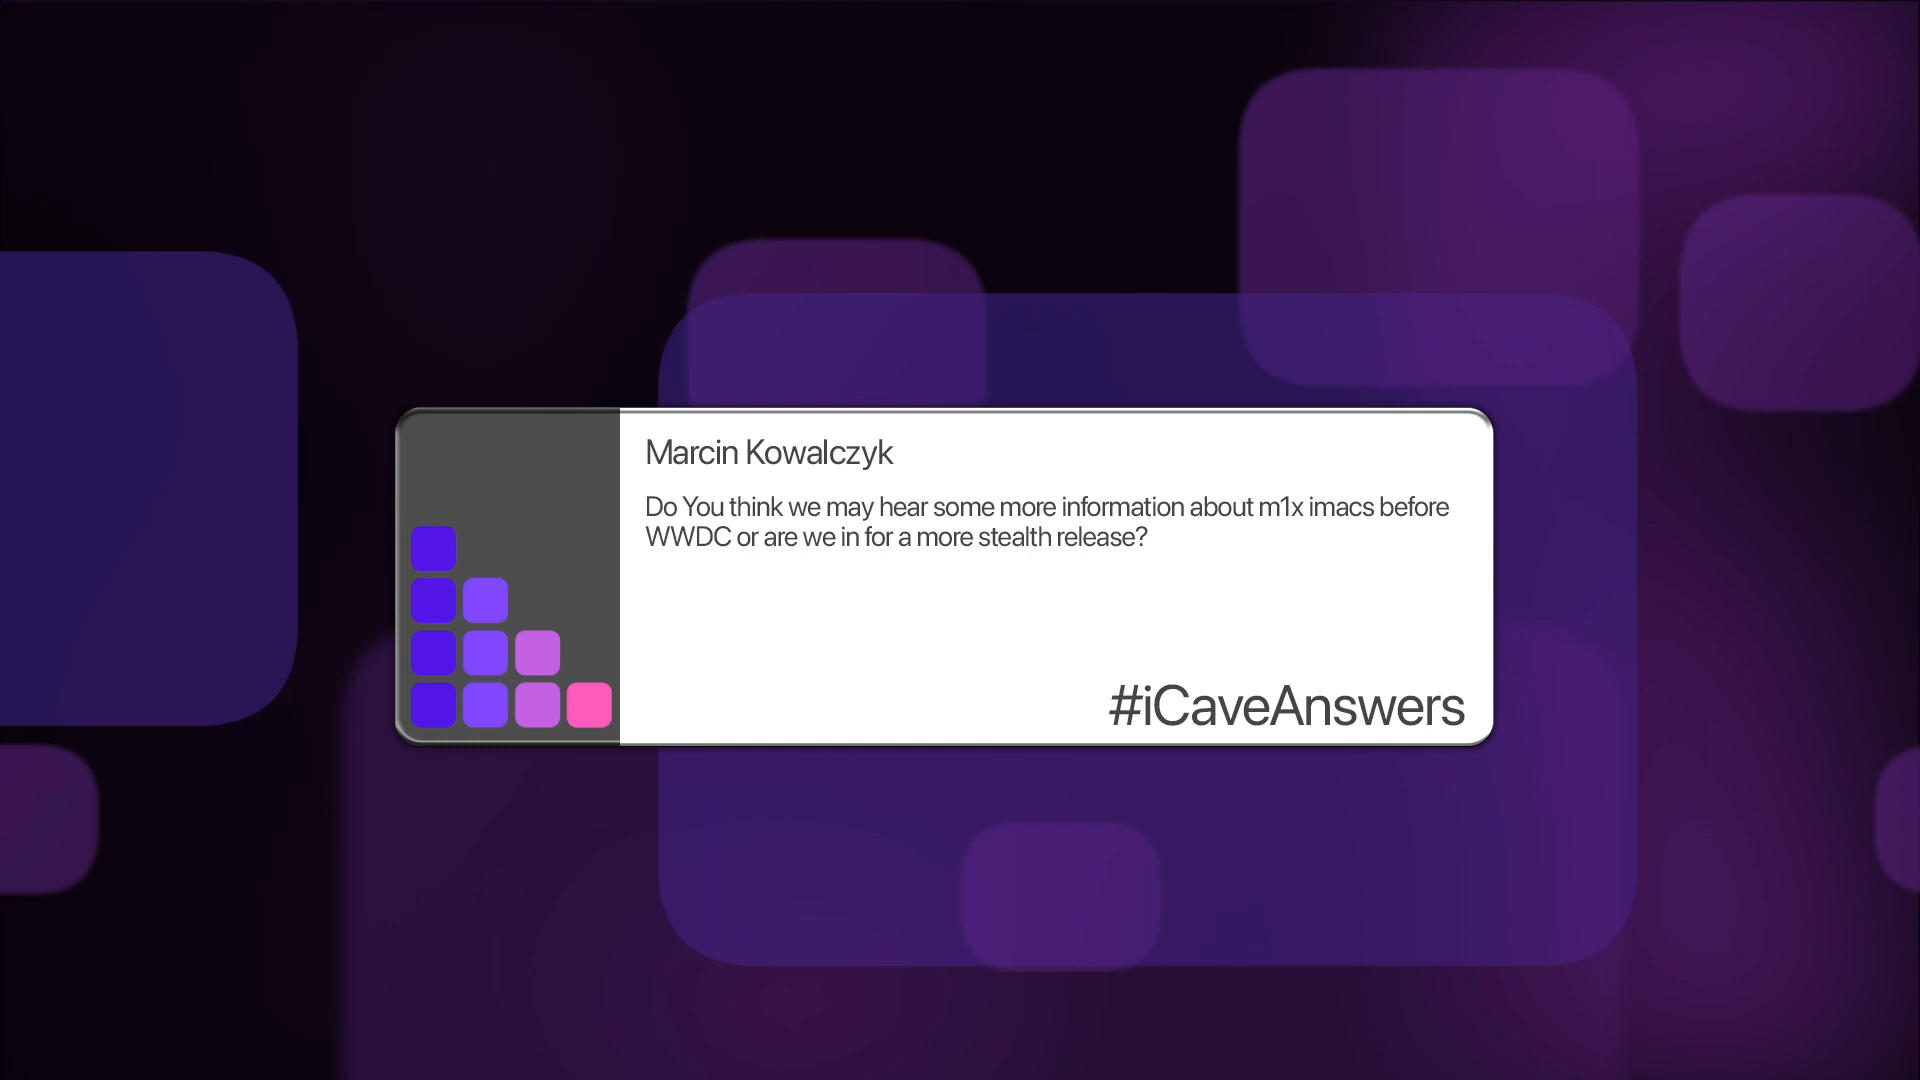 Marcin Kowalczyk
Do You think we may hear some more information about m1x imacs before
WWDC or are we in for a more stealth release?
#iCaveAnswers